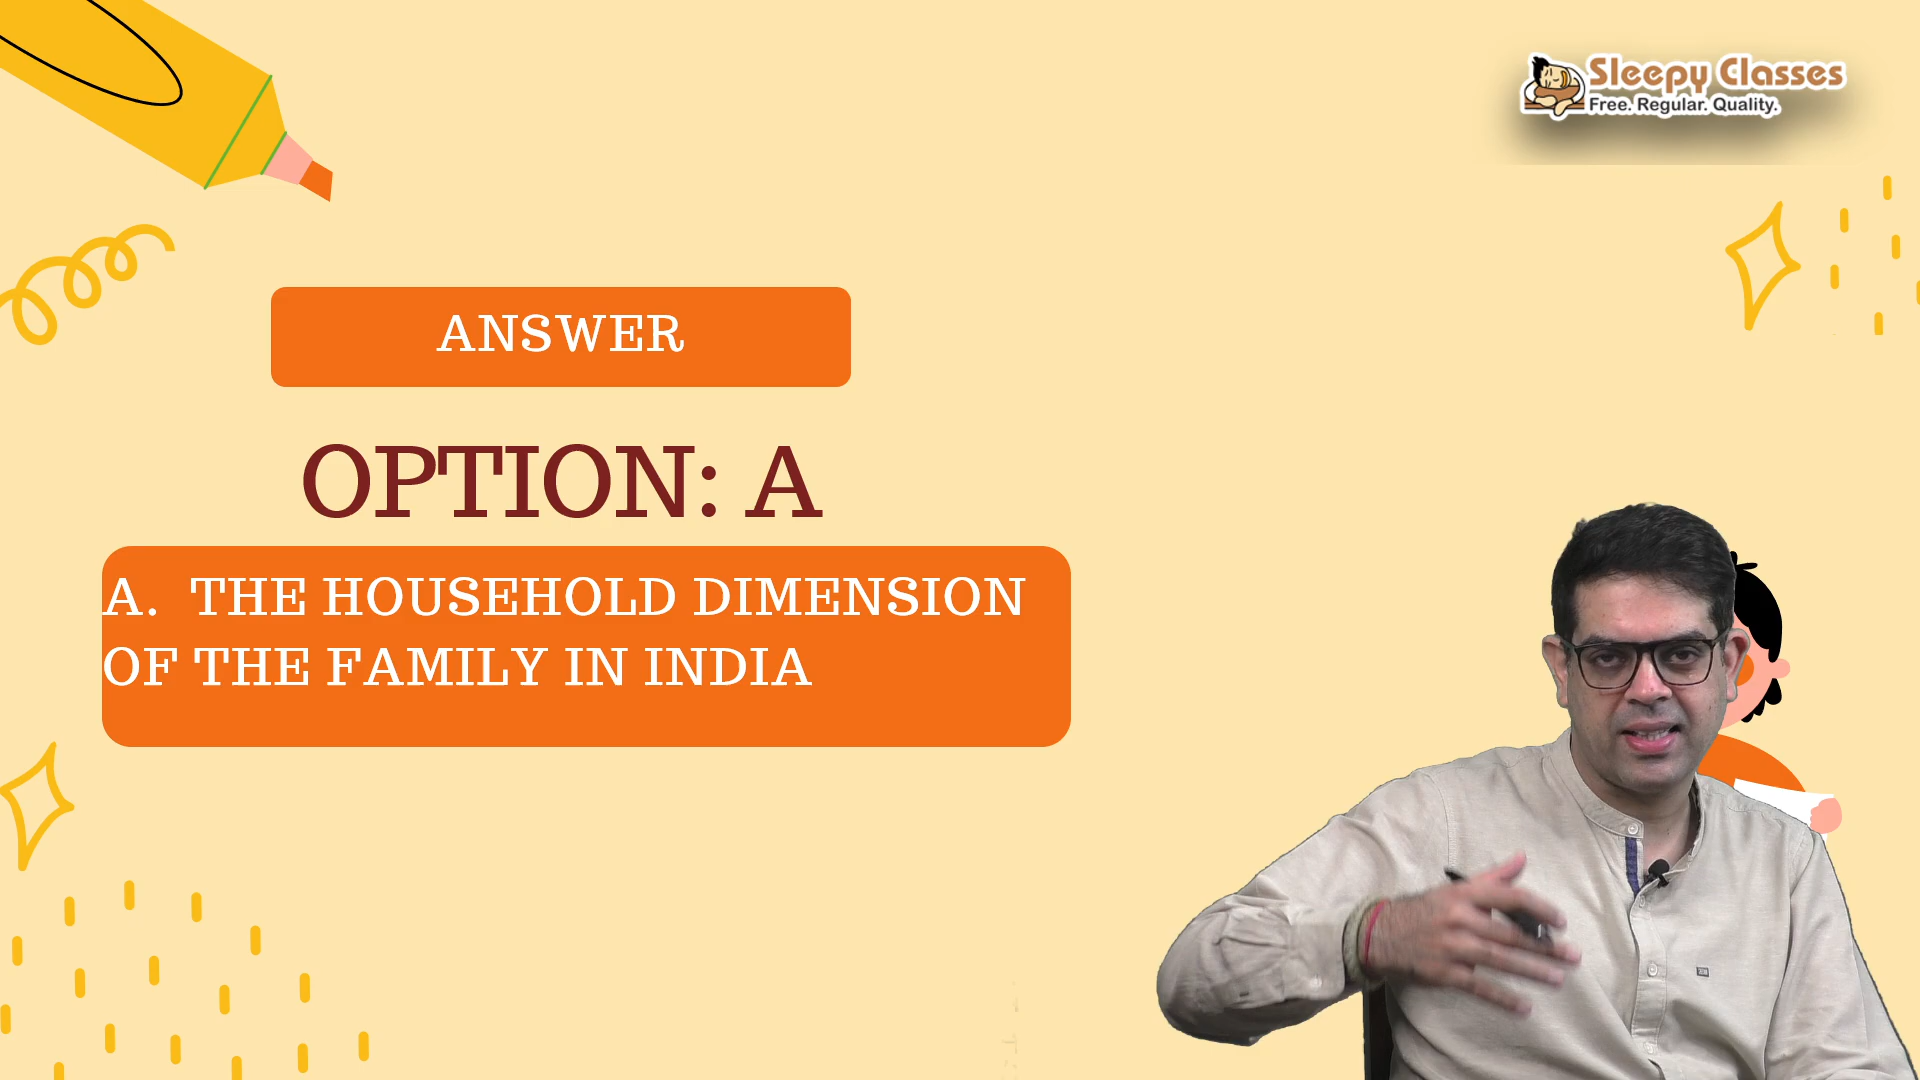 Sleepy Classes
Free. Regular. Quality.
ANSWER
OPTION: A
A. THE HOUSEHOLD DIMENSION
OF THE FAMILY IN INDIA